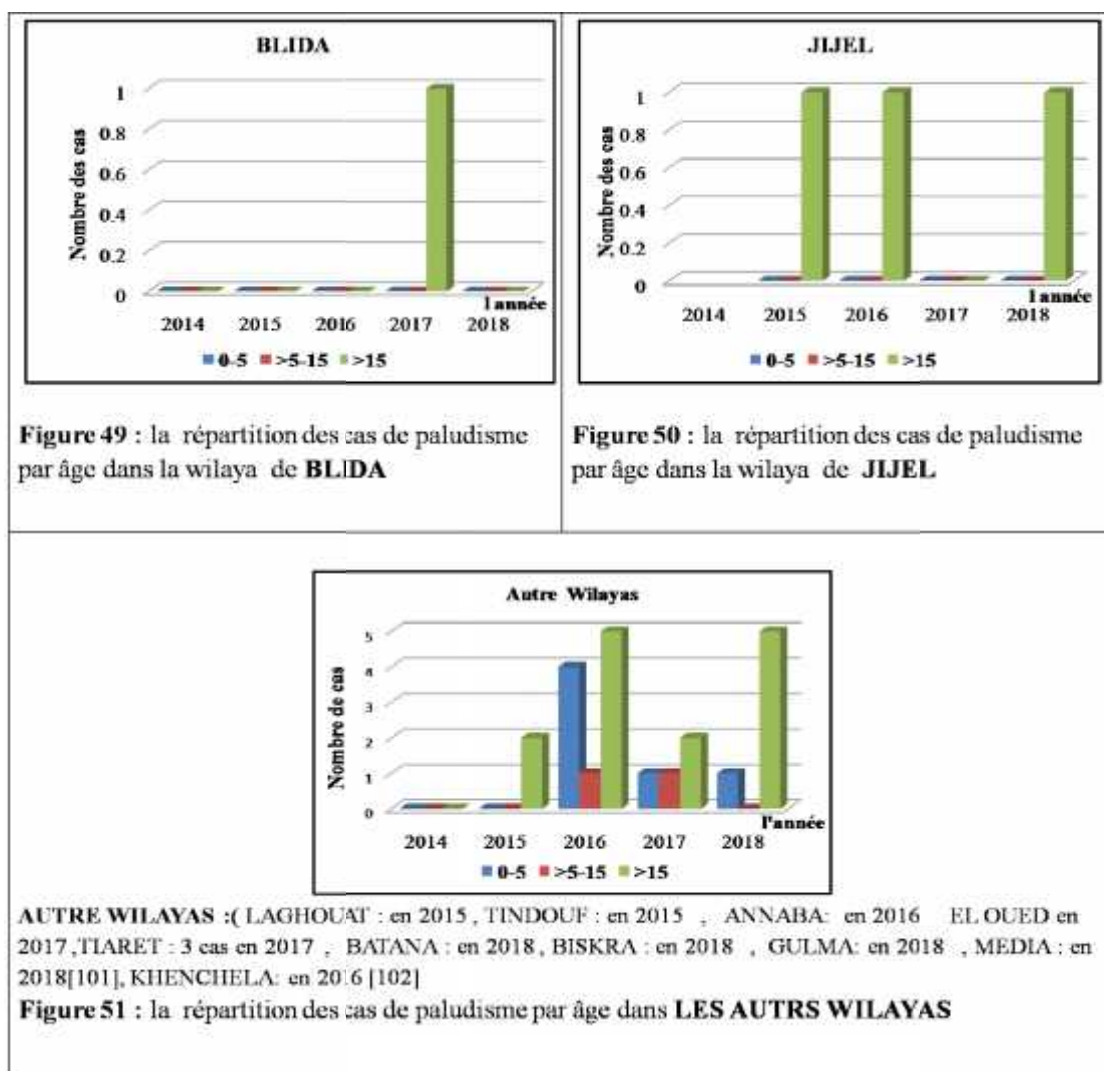 BLIDA
Nombre des cas
1
0.8
0.6
0.4
0.2
0
2014 2015 2016 2017 2018
l année
0-5 >5-15 >15
Figure 49 : la répartition des cas de paludisme
par âge dans la wilaya de BLIDA
JIJEL
Nombre des cas
1
0.8
0.6
0.4
0.2
0
2014 2015 2016 2017 2018
l année
0-5 >5-15 >15
Figure 50 : la répartition des cas de paludisme
par âge dans la wilaya de JIJEL
Autre Wilayas
Nombre de cas
5
4
3
2
1
0
2014 2015 2016 2017 2018
l'année
0-5 >5-15 >15
AUTRE WILAYAS :( LAGHOUAT : en 2015 , TINDOUF : en 2015 , ANNABA: en 2016 EL OUED en
2017 ,TIARET : 3 cas en 2017 , BATANA : en 2018 , BISKRA : en 2018 , GULMA: en 2018 , MEDIA : en
2018[101], KHENCHELA: en 2016 [102]
Figure 51 : la répartition des cas de paludisme par âge dans LES AUTRS WILAYAS